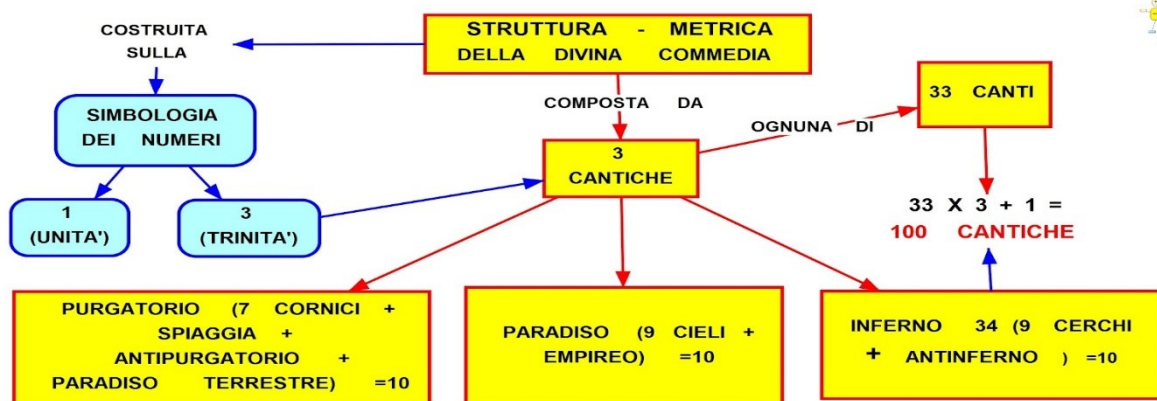 COSTRUITA
SULLA
STRUTTURA - METRICA
DELLA DIVINA COMMEDIA
SIMBOLOGIA
DEI NUMERI
COMPOSTA DA
OGNUNA DI
33 CANTI
3
CANTICHE
1
(UNITA')
3
(TRINITA')
33 X 3 + 1 =
100 CANTICHE
PURGATORIO (7 CORNICI +
SPIAGGIA +
ANTIPURGATORIO +
PARADISO TERRESTRE) =10
PARADISO (9 CIELI +
EMPIREO) =10
INFERNO 34 (9 CERCHI
+ ANTINFERNO ) =10